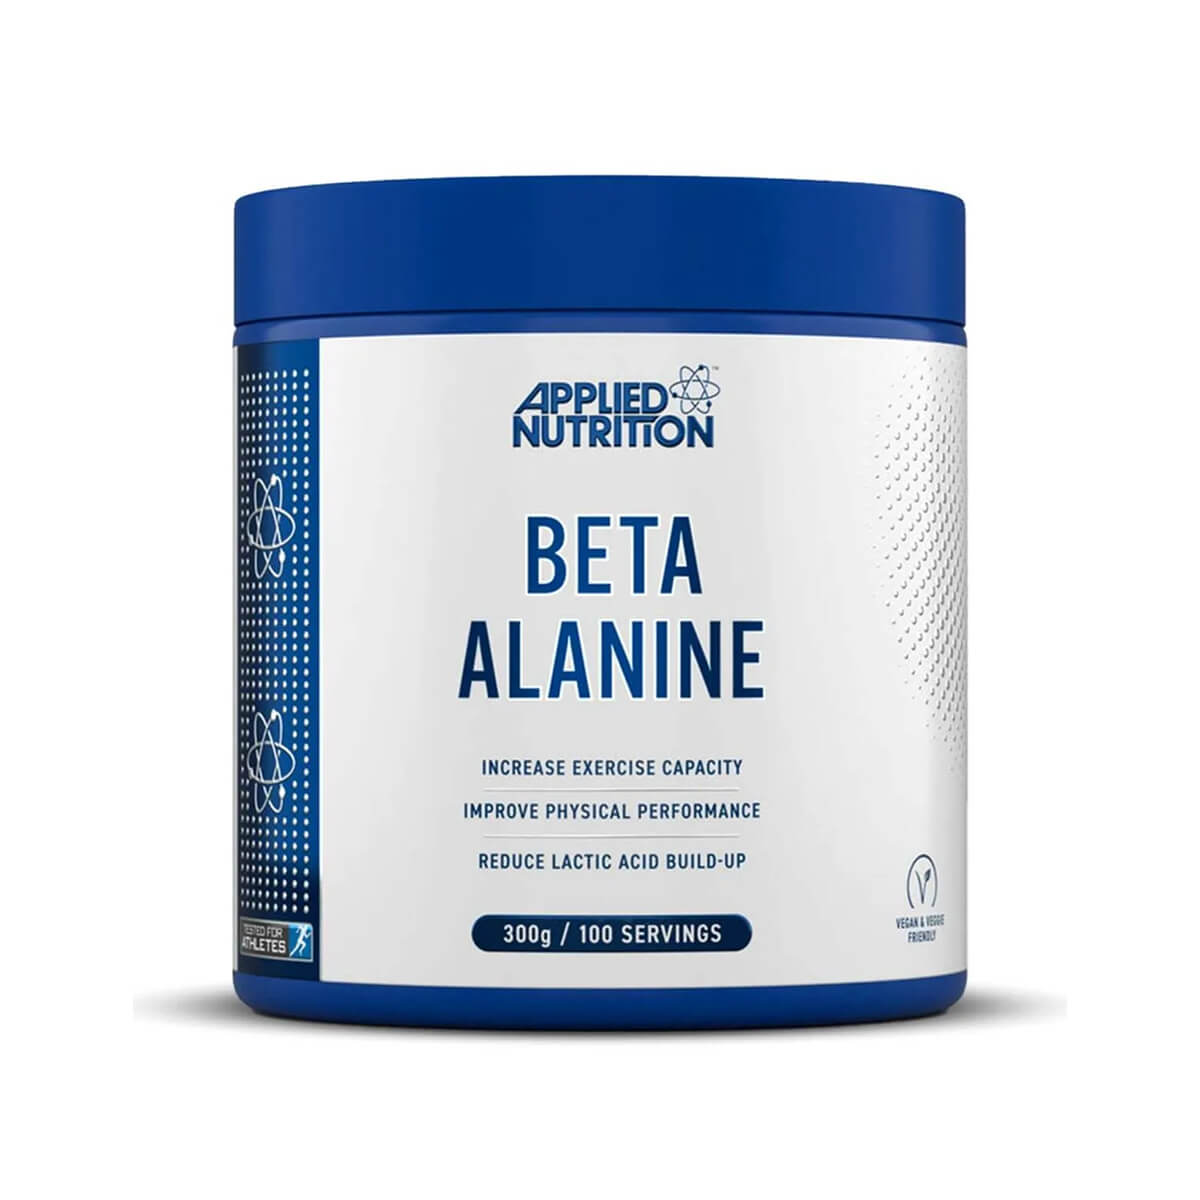 APPLIED
NUTRITION
™
BETA
ALANINE
INCREASE EXERCISE CAPACITY
IMPROVE PHYSICAL PERFORMANCE
REDUCE LACTIC ACID BUILD-UP
300g / 100 SERVINGS
TESTED FOR
ATHLETES
VEGAN & VEGGIE
FRIENDLY